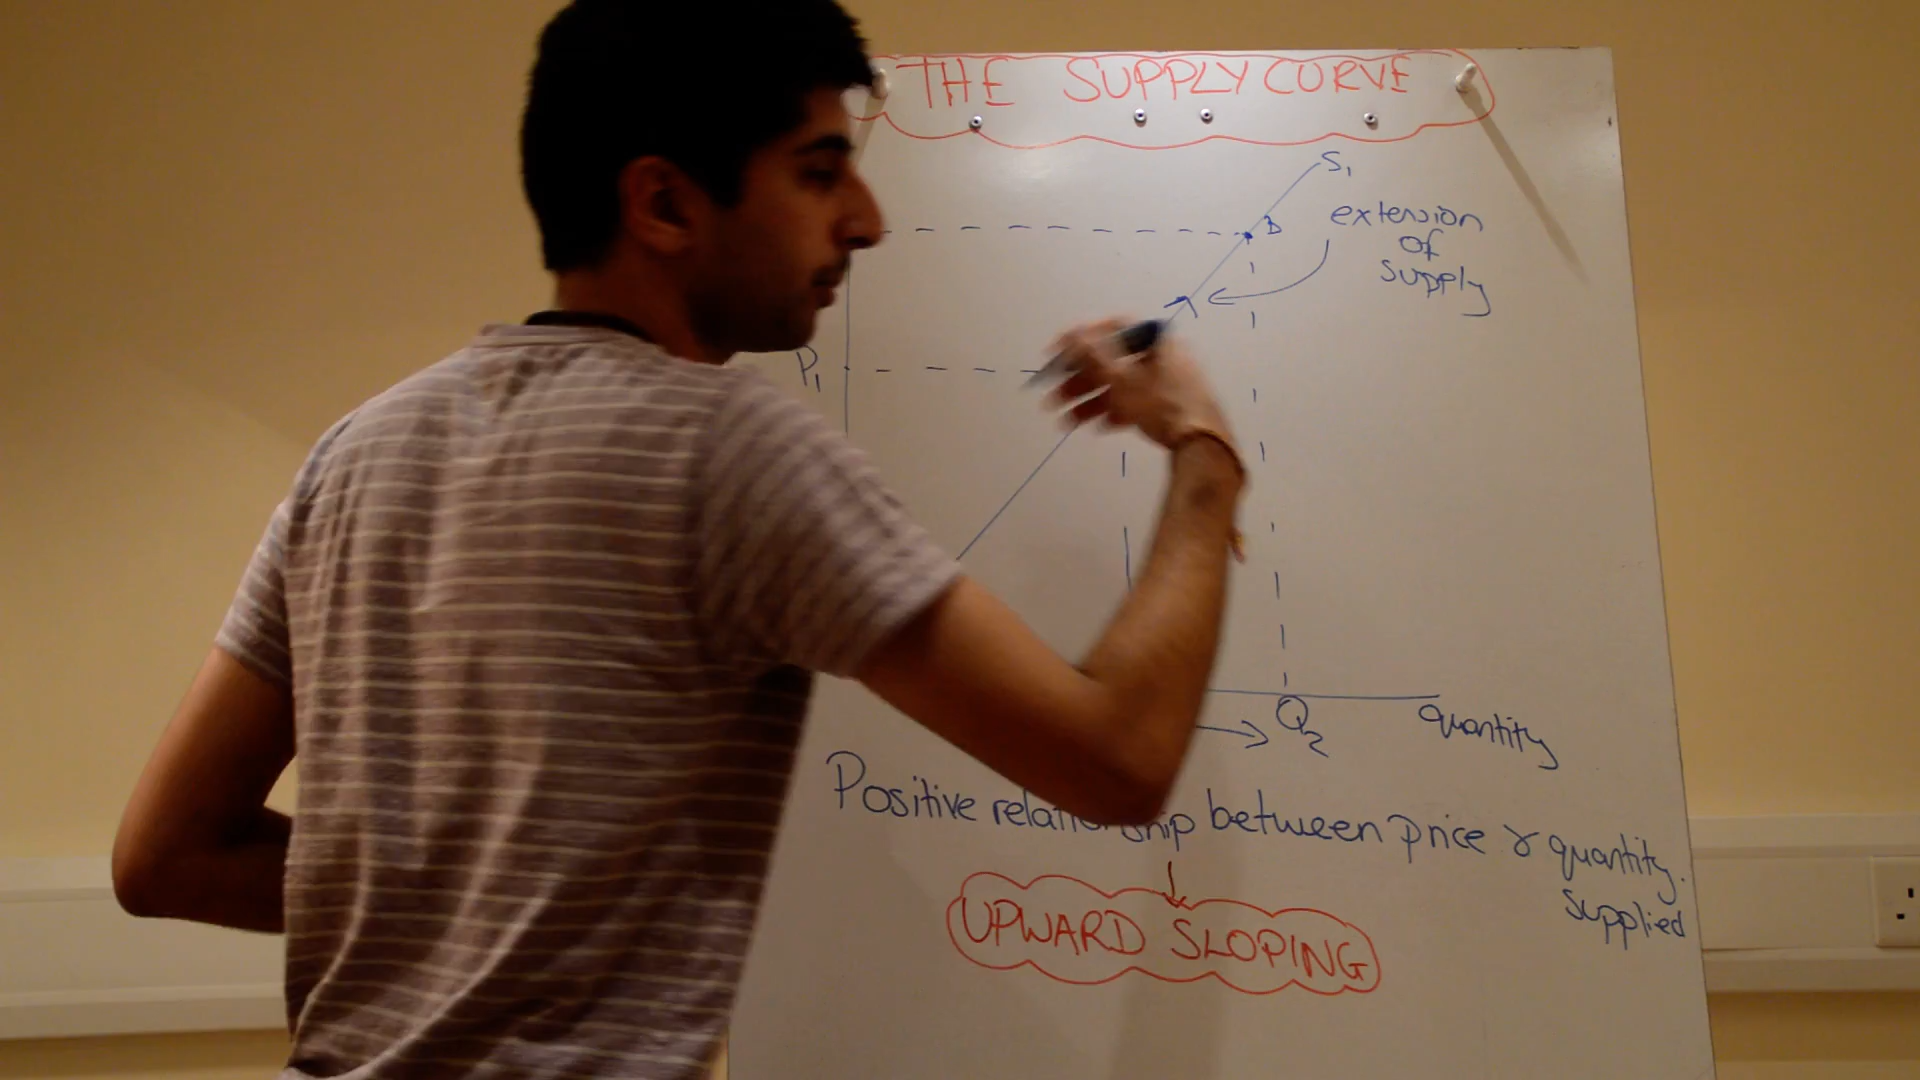 THE SUPPLY CURVE
S1
B
extension
of
supply
P1
Q2
quantity
Positive relationship between price & quantity.
supplied
UPWARD SLOPING